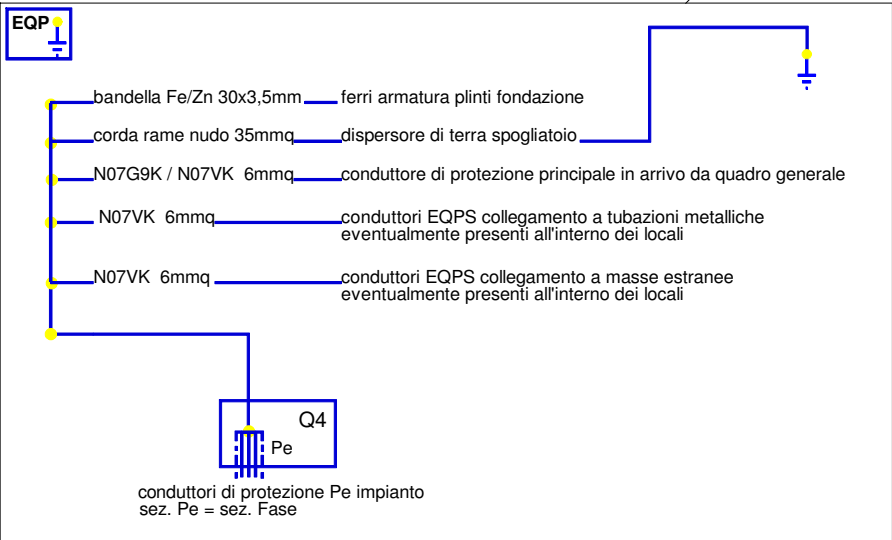 EQP
bandella Fe/Zn 30x3,5mm ferri armatura plinti fondazione
corda rame nudo 35mmq dispersore di terra spogliatoio
N07G9K / N07VK 6mmq conduttore di protezione principale in arrivo da quadro generale
N07VK 6mmq conduttori EQPS collegamento a tubazioni metalliche
eventualmente presenti all'interno dei locali
N07VK 6mmq conduttori EQPS collegamento a masse estranee
eventualmente presenti all'interno dei locali
Q4
Pe
conduttori di protezione Pe impianto
sez. Pe = sez. Fase